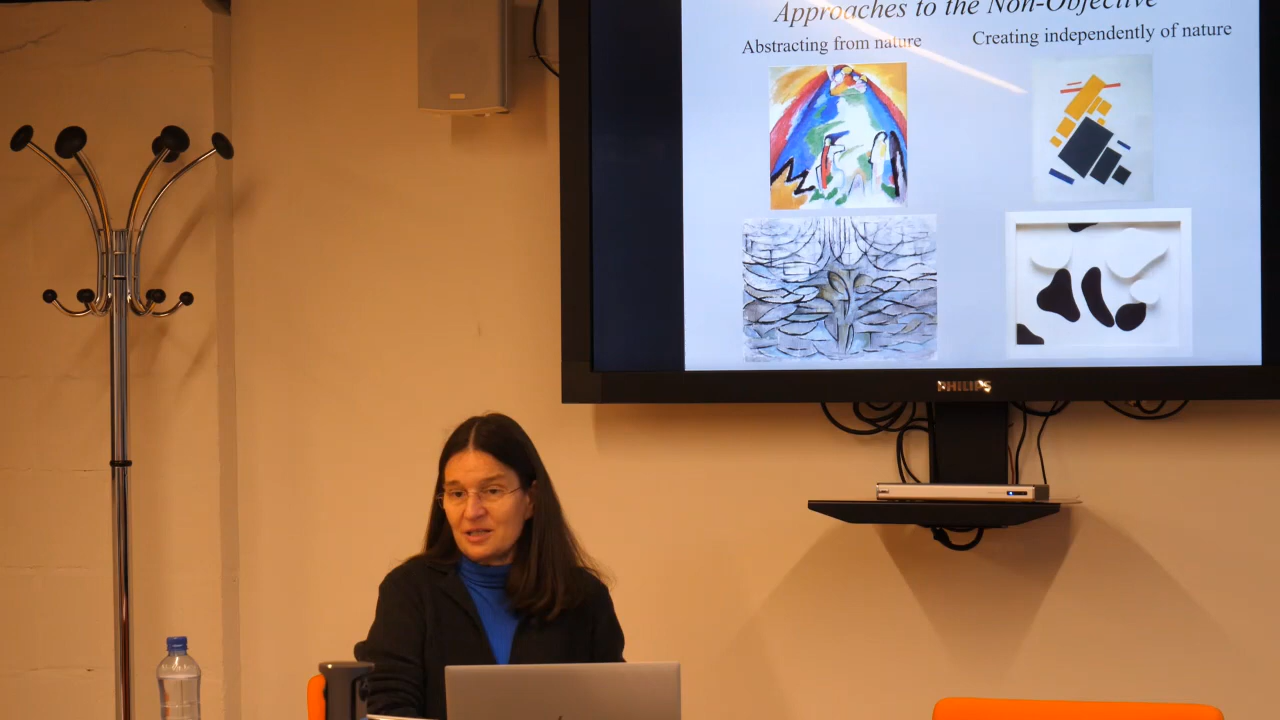 Approaches to the Non-Objective
Abstracting from nature
Creating independently of nature
PHILIPS